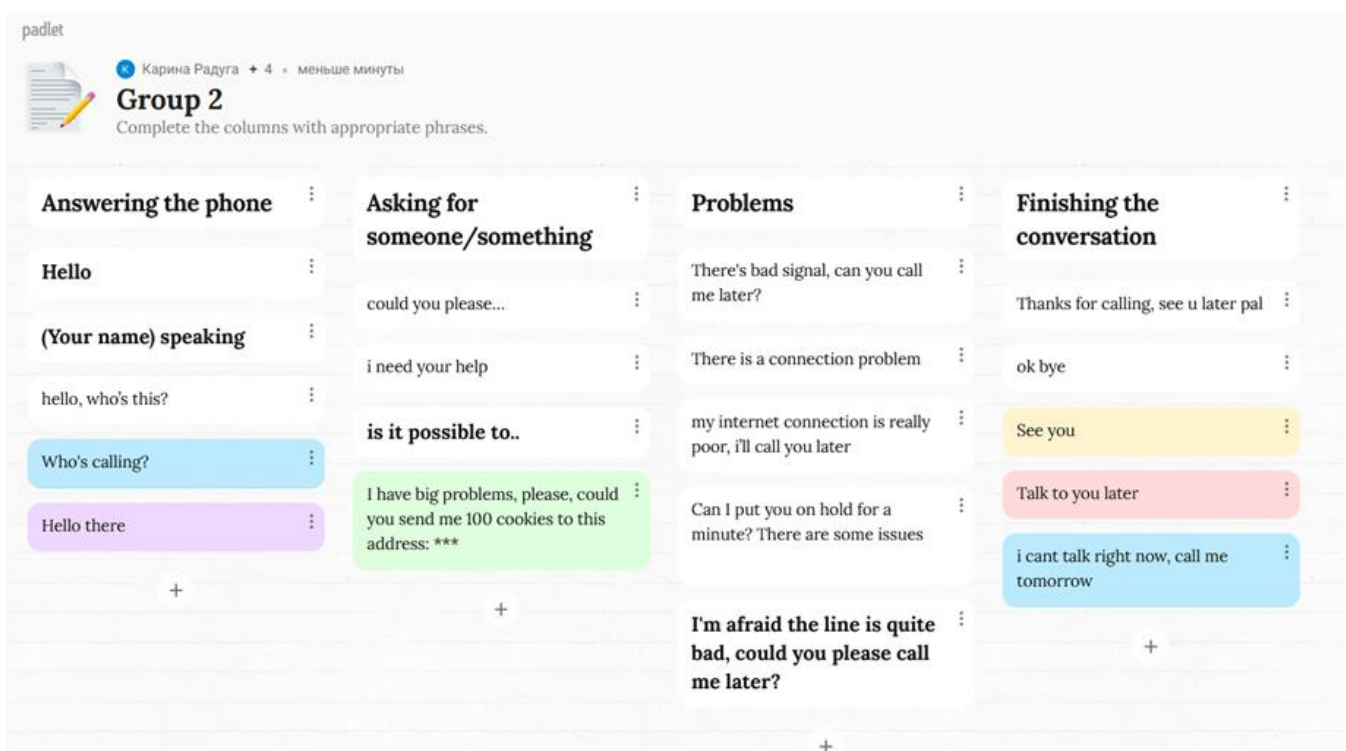 padlet
К Карина Радуга + 4 • меньше минуты
Group 2
Complete the columns with appropriate phrases.
Answering the phone
Hello
(Your name) speaking
hello, who's this?
Who's calling?
Hello there
Asking for
someone/something
could you please...
i need your help
is it possible to..
I have big problems, please, could
you send me 100 cookies to this
address: ***
Problems
There's bad signal, can you call
me later?
There is a connection problem
my internet connection is really
poor, i'll call you later
Can I put you on hold for a
minute? There are some issues
I'm afraid the line is quite
bad, could you please call
me later?
Finishing the
conversation
Thanks for calling, see u later pal
ok bye
See you
Talk to you later
i cant talk right now, call me
tomorrow